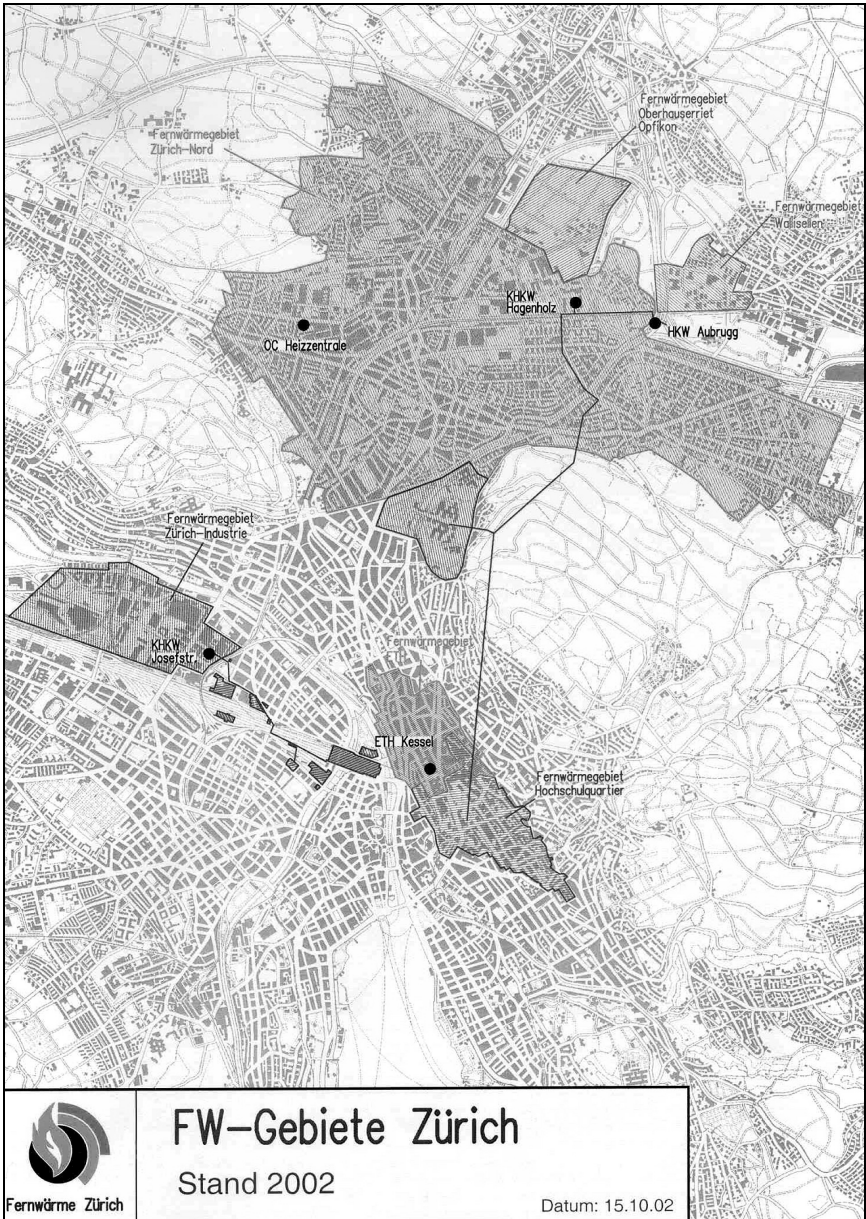 Fernwärmegebiet
Oberhauserriet
Opfikon
Fernwärmegebiet
Zürich-Nord
Fernwärmegebiet
Wallisellen
KHKW
Hagenholz
OC Heizzentrale
HKW Aubrugg
Fernwärmegebiet
Zürich-Industrie
KHKW
Josefstr.
Fernwärmegebiet
ETH
ETH Kessel
Fernwärmegebiet
Hochschulquartier
FW-Gebiete Zürich
Stand 2002
Fernwärme Zürich
Datum: 15.10.02